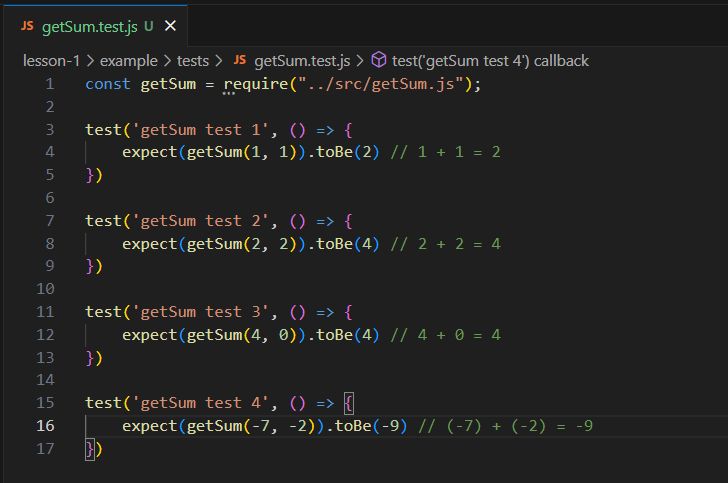 JS getSum.test.js U ×
lesson-1 > example > tests > JS getSum.test.js > test('getSum test 4') callback
1 const getSum = require("../src/getSum.js");
2
3 test('getSum test 1', () => {
4 expect(getSum(1, 1)).toBe(2) // 1 + 1 = 2
5 })
6
7 test('getSum test 2', () => {
8 expect(getSum(2, 2)).toBe(4) // 2 + 2 = 4
9 })
10
11 test('getSum test 3', () => {
12 expect(getSum(4, 0)).toBe(4) // 4 + 0 = 4
13 })
14
15 test('getSum test 4', () => {
16 expect(getSum(-7, -2)).toBe(-9) // (-7) + (-2) = -9
17 })